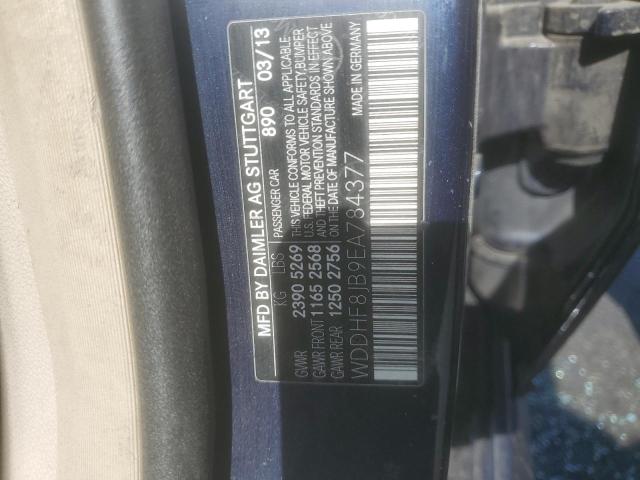 MFD BY DAIMLER AG STUTTGART
PASSENGER CAR 890 03/13
KG LBS
GVWR 2390 5269
GAWR FRONT 1165 2568
GAWR REAR 1250 2756
THIS VEHICLE CONFORMS TO ALL APPLICABLE
U.S. FEDERAL MOTOR VEHICLE SAFETY, BUMPER
& THEFT PREVENTION STANDARDS IN EFFECT
ON THE DATE OF MANUFACTURE SHOWN ABOVE
WDDHF8JB9EA784377
MADE IN GERMANY